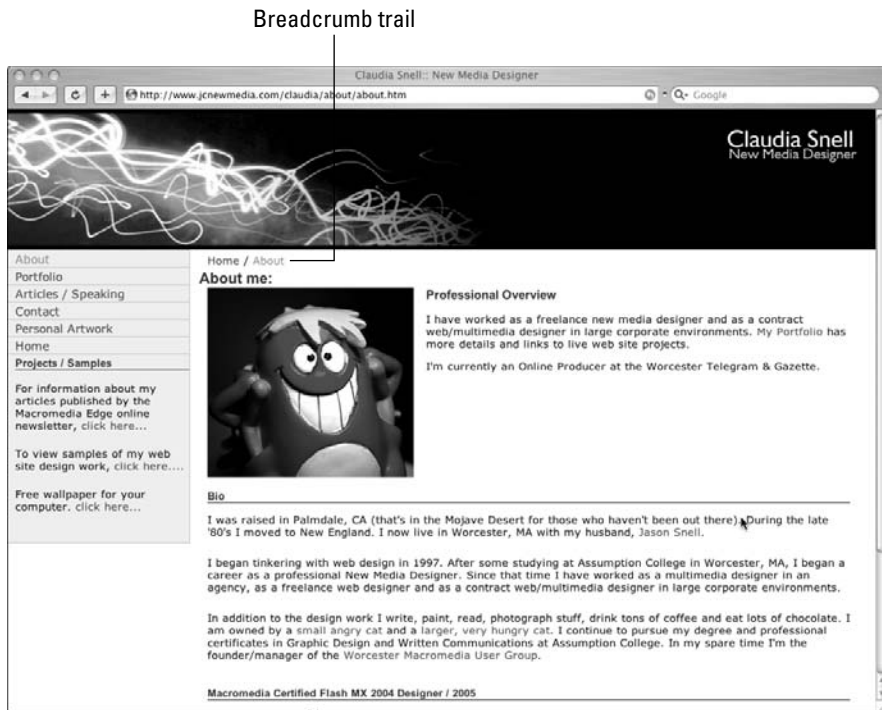 Breadcrumb trail
Claudia Snell:: New Media Designer
http://www.jcnewmedia.com/claudia/about/about.htm
Google
Claudia Snell
New Media Designer
About
Portfolio
Articles / Speaking
Contact
Personal Artwork
Home
Projects / Samples
For information about my
articles published by the
Macromedia Edge online
newsletter, click here...
To view samples of my web
site design work, click here....
Free wallpaper for your
computer. click here...
Home / About
About me:
Professional Overview
I have worked as a freelance new media designer and as a contract
web/multimedia designer in large corporate environments. My Portfolio has
more details and links to live web site projects.
I'm currently an Online Producer at the Worcester Telegram & Gazette.
Bio
I was raised in Palmdale, CA (that's in the Mojave Desert for those who haven't been out there). During the late
'80's I moved to New England. I now live in Worcester, MA with my husband, Jason Snell.
I began tinkering with web design in 1997. After some studying at Assumption College in Worcester, MA, I began a
career as a professional New Media Designer. Since that time I have worked as a multimedia designer in an
agency, as a freelance web designer and as a contract web/multimedia designer in large corporate environments.
In addition to the design work I write, paint, read, photograph stuff, drink tons of coffee and eat lots of chocolate. I
am owned by a small angry cat and a larger, very hungry cat. I continue to pursue my degree and professional
certificates in Graphic Design and Written Communications at Assumption College. In my spare time I'm the
founder/manager of the Worcester Macromedia User Group.
Macromedia Certified Flash MX 2004 Designer / 2005